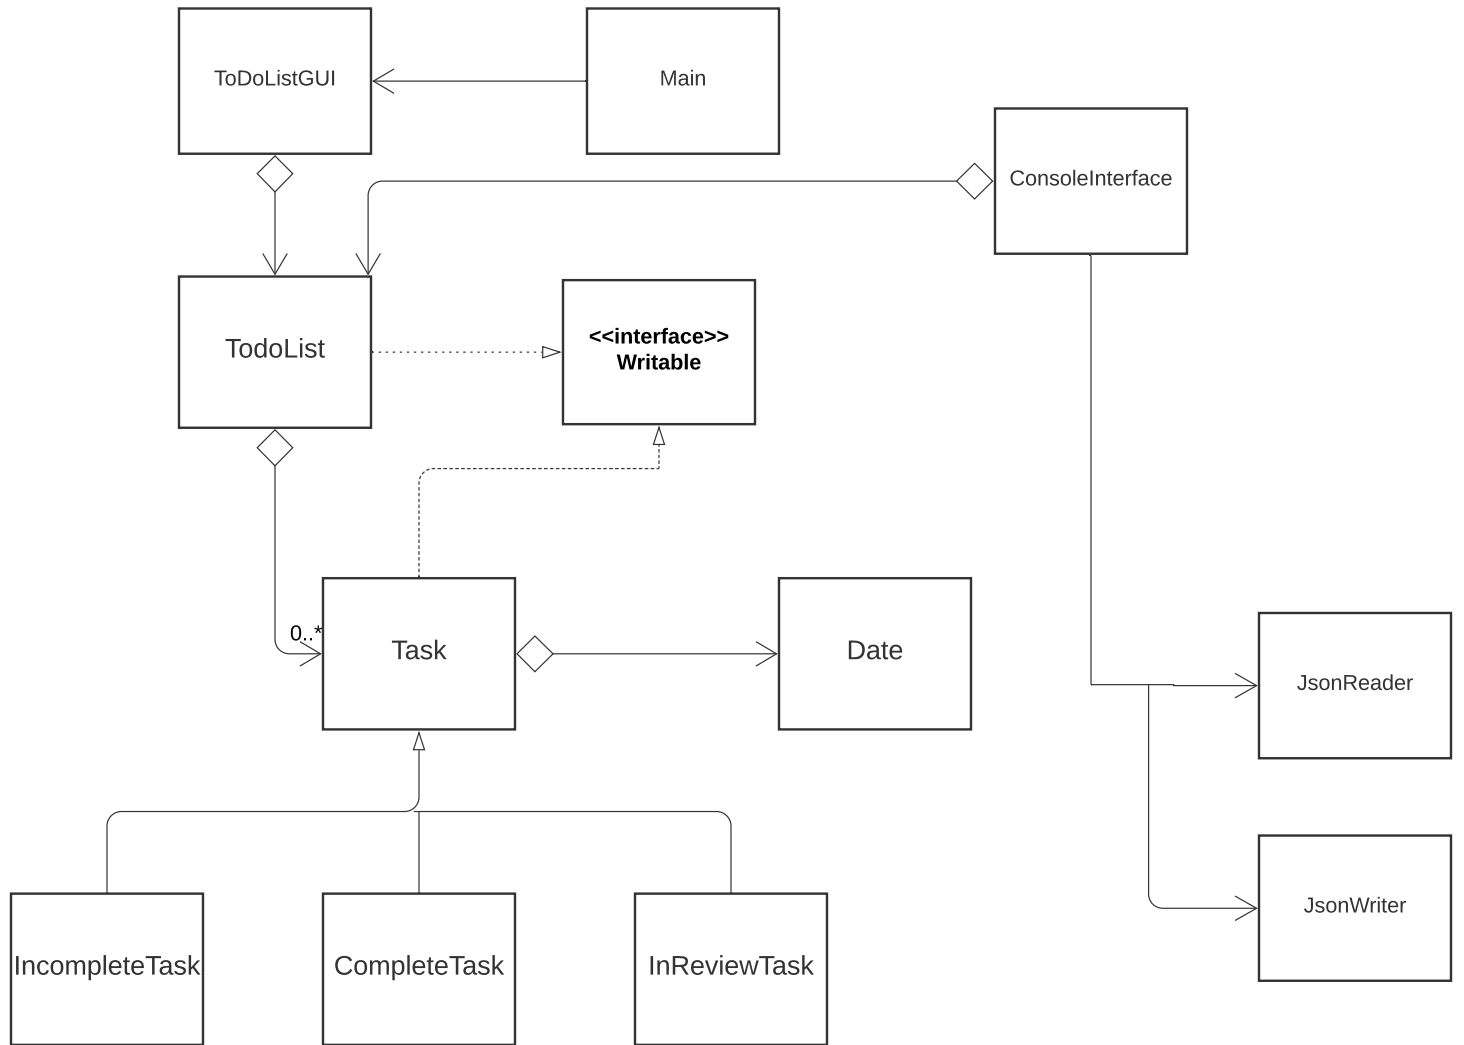 ToDoListGUI
Main
ConsoleInterface
TodoList
<<interface>>
Writable
0..*
Task
Date
JsonReader
JsonWriter
IncompleteTask
CompleteTask
InReviewTask